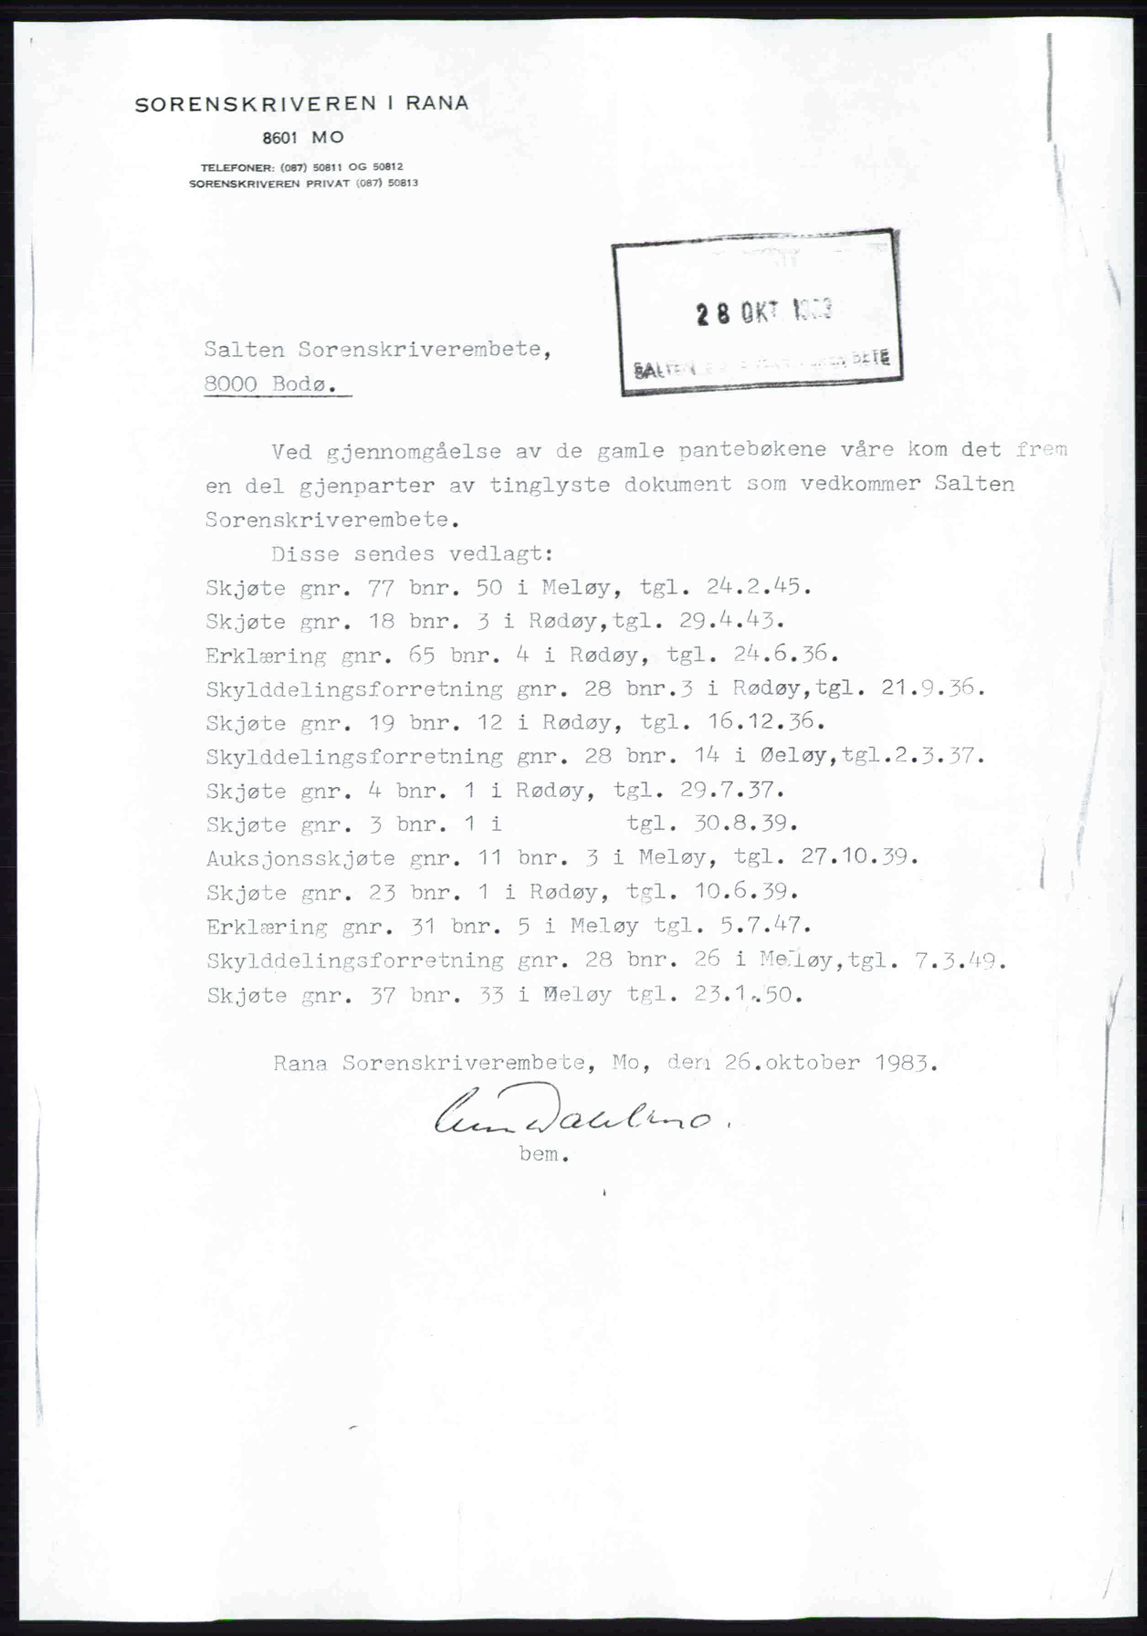 SORENSKRIVEREN I RANA
8601 MO
TELEFONER: (087) 50811 OG 50812
SORENSKRIVEREN PRIVAT (087) 50813
28 OKT
SALTEN
Salten Sorenskriverembete,
8000 Bodø.
Ved gjennomgåelse av de gamle pantebøkene våre kom det frem
en del gjenparter av tinglyste dokument som vedkommer Salten
Sorenskriverembete.
Disse sendes vedlagt:
Skjøte gnr. 77 bnr. 50 i Meløy, tgl. 24.2.45.
Skjøte gnr. 18 bnr. 3 i Rødøy,tgl. 29.4.43.
Erklæring gnr. 65 bnr. 4 i Rødøy, tgl. 24.6.36.
Skylddelingsforretning gnr. 28 bnr.3 i Rødøy,tgl. 21.9.36.
Skjøte gnr. 19 bnr. 12 i Rødøy, tgl. 16.12.36.
Skylddelingsforretning gnr. 28 bnr. 14 i Øeløy,tgl.2.3.37.
Skjøte gnr. 4 bnr. 1 i Rødøy, tgl. 29.7.37.
Skjøte gnr. 3 bnr. 1 i tgl. 30.8.39.
Auksjonsskjøte gnr. 11 bnr. 3 i Meløy, tgl. 27.10.39.
Skjøte gnr. 23 bnr. 1 i Rødøy, tgl. 10.6.39.
Erklæring gnr. 31 bnr. 5 i Meløy tgl. 5.7.47.
Skylddelingsforretning gnr. 28 bnr. 26 i Meløy,tgl. 7.3.49.
Skjøte gnr. 37 bnr. 33 i Meløy tgl. 23.1.50.
Rana Sorenskriverembete, Mo, den 26.oktober 1983.
bem.